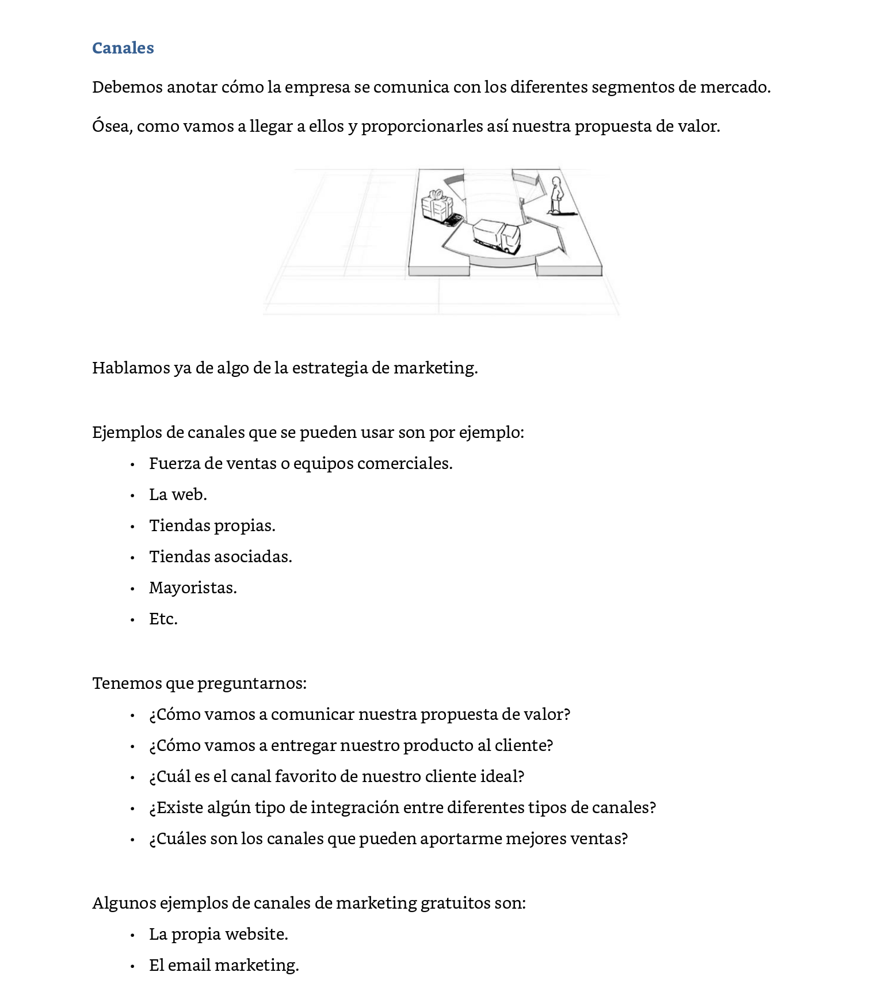 Canales
Debemos anotar cómo la empresa se comunica con los diferentes segmentos de mercado.
Ósea, como vamos a llegar a ellos y proporcionarles así nuestra propuesta de valor.
Hablamos ya de algo de la estrategia de marketing.
Ejemplos de canales que se pueden usar son por ejemplo:
• Fuerza de ventas o equipos comerciales.
• La web.
• Tiendas propias.
• Tiendas asociadas.
• Mayoristas.
• Etc.
Tenemos que preguntarnos:
• ¿Cómo vamos a comunicar nuestra propuesta de valor?
• ¿Cómo vamos a entregar nuestro producto al cliente?
• ¿Cuál es el canal favorito de nuestro cliente ideal?
• ¿Existe algún tipo de integración entre diferentes tipos de canales?
• ¿Cuáles son los canales que pueden aportarme mejores ventas?
Algunos ejemplos de canales de marketing gratuitos son:
• La propia website.
• El email marketing.